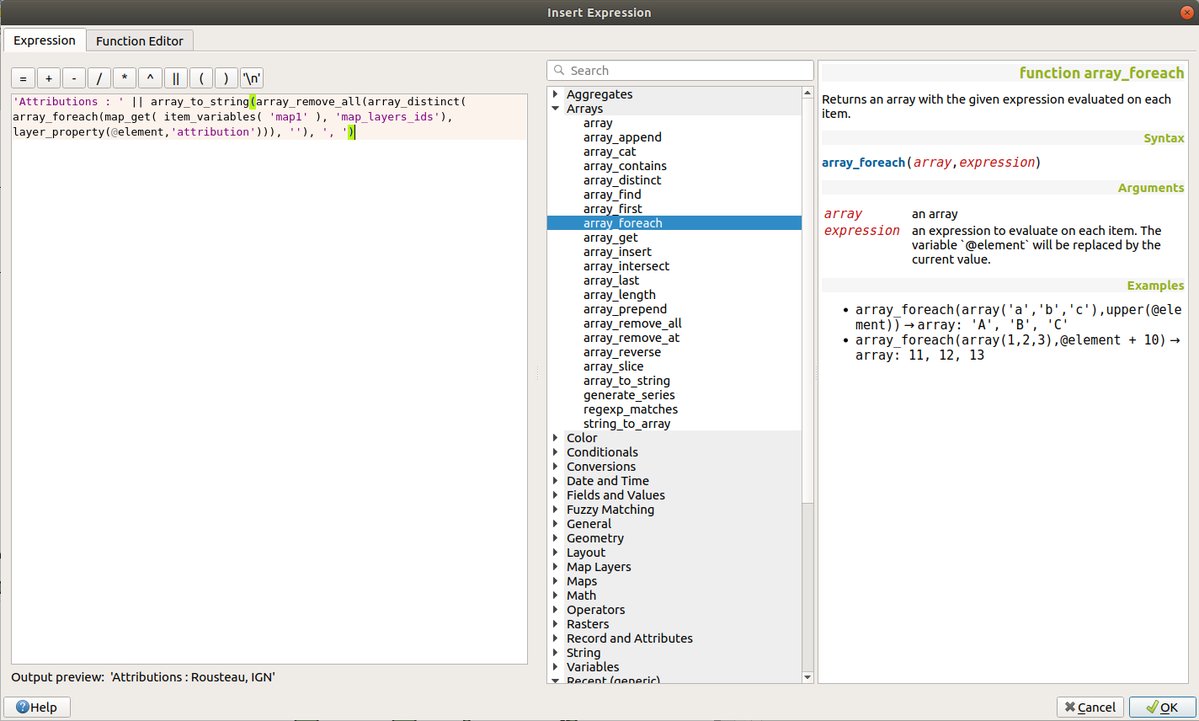 Insert Expression
Expression
Function Editor
= + - / * ^ || ( ) '\n'
'Attributions : ' || array_to_string(array_remove_all(array_distinct(
array_foreach(map_get( item_variables( 'map1' ), 'map_layers_ids'),
layer_property(@element,'attribution'))), ''), ', ')
Output preview: 'Attributions : Rousteau, IGN'
Search
Aggregates
Arrays
array
array_append
array_cat
array_contains
array_distinct
array_find
array_first
array_foreach
array_get
array_insert
array_intersect
array_last
array_length
array_prepend
array_remove_all
array_remove_at
array_reverse
array_slice
array_to_string
generate_series
regexp_matches
string_to_array
Color
Conditionals
Conversions
Date and Time
Fields and Values
Fuzzy Matching
General
Geometry
Layout
Map Layers
Maps
Math
Operators
Rasters
Record and Attributes
String
Variables
Recent (generic)
function array_foreach
Returns an array with the given expression evaluated on each
item.
Syntax
array_foreach(array,expression)
Arguments
array an array
expression an expression to evaluate on each item. The
variable `@element` will be replaced by the
current value.
Examples
• array_foreach(array('a','b','c'),upper(@ele
ment)) → array: 'A', 'B', 'C'
• array_foreach(array(1,2,3),@element + 10) →
array: 11, 12, 13
Help
Cancel
OK